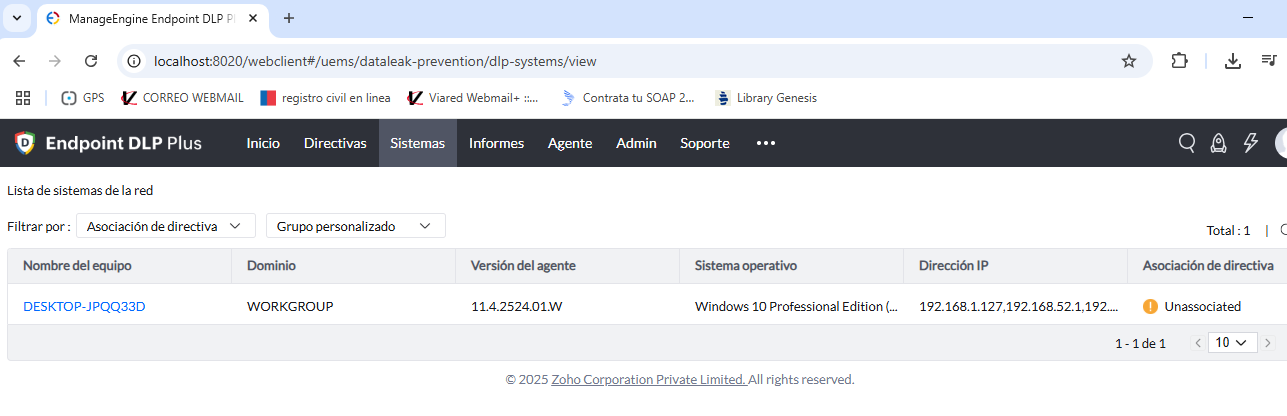 ManageEngine Endpoint DLP Pl
localhost:8020/webclient#/uems/dataleak-prevention/dlp-systems/view
GPS CORREO WEBMAIL registro civil en linea Viared Webmail+ ::... Contrata tu SOAP 2... Library Genesis
Endpoint DLP Plus Inicio Directivas Sistemas Informes Agente Admin Soporte
Lista de sistemas de la red
Filtrar por : Asociación de directiva Grupo personalizado
Total : 1 |
Nombre del equipo Dominio Versión del agente Sistema operativo Dirección IP Asociación de directiva
DESKTOP-JPQQ33D WORKGROUP 11.4.2524.01.W Windows 10 Professional Edition (... 192.168.1.127,192.168.52.1,192.... Unassociated
1 - 1 de 1 10
© 2025 Zoho Corporation Private Limited. All rights reserved.